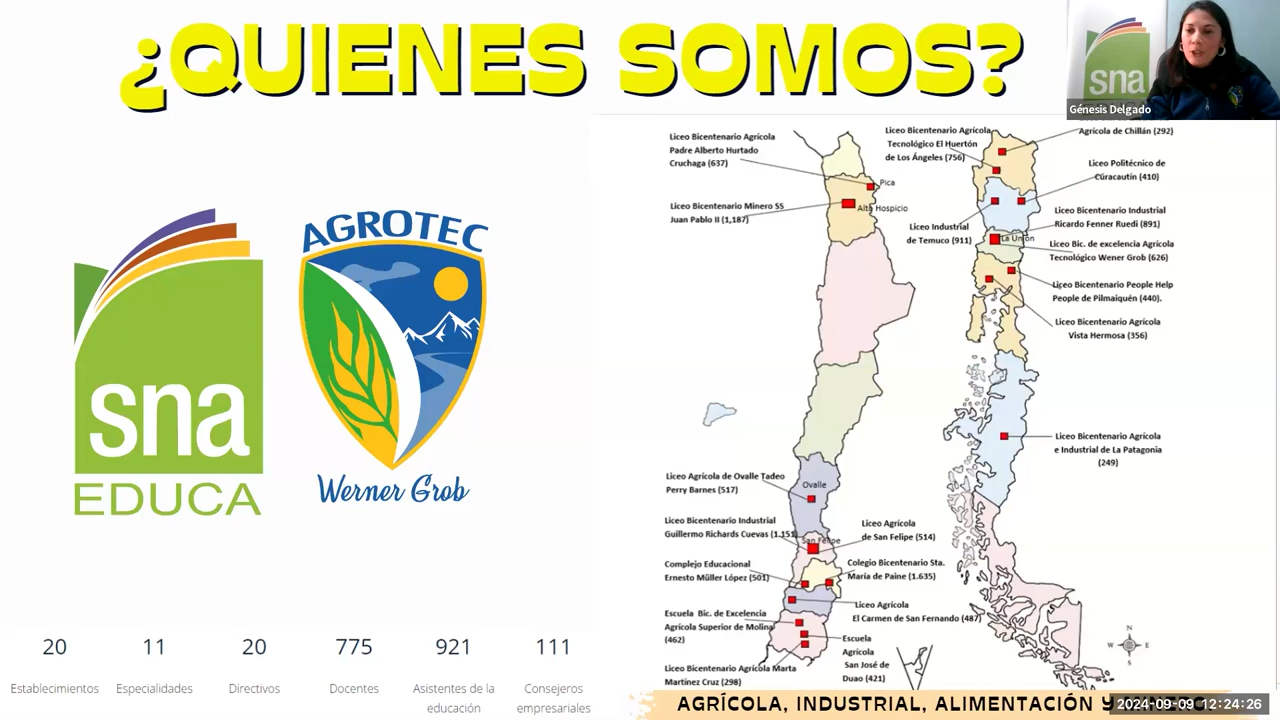 ¿QUIENES SOMOS?
sna
Génesis Delgado
AGROTEC
sna
EDUCA
Werner Grob
20
Establecimientos
11
Especialidades
20
Directivos
775
Docentes
921
Asistentes de la
educación
111
Consejeros
empresariales
Liceo Bicentenario Agrícola
Padre Alberto Hurtado
Cruchaga (637)
Pica
Liceo Bicentenario Minero SS
Juan Pablo II (1,187)
Alto Hospicio
Liceo Agrícola de Ovalle Tadeo
Perry Barnes (517)
Ovalle
Liceo Bicentenario Industrial
Guillermo Richards Cuevas (1.151)
San Felipe
Liceo Agrícola
de San Felipe (514)
Complejo Educacional
Ernesto Müller López (501)
Colegio Bicentenario Sta.
María de Paine (1.635)
Liceo Agrícola
El Carmen de San Fernando (487)
Escuela Bic. de Excelencia
Agrícola Superior de Molina
(462)
Escuela
Agrícola
San José de
Duao (421)
Liceo Bicentenario Agrícola Marta
Martínez Cruz (298)
Liceo Bicentenario Agrícola
Tecnológico El Huertón
de Los Ángeles (756)
Agrícola de Chillán (292)
Liceo Politécnico de
Cúracautín (410)
Liceo Industrial
de Temuco (911)
Liceo Bicentenario Industrial
Ricardo Fenner Ruedi (891)
La Unión
Liceo Bic. de excelencia Agrícola
Tecnológico Wener Grob (626)
Liceo Bicentenario People Help
People de Pilmaiquén (440).
Liceo Bicentenario Agrícola
Vista Hermosa (356)
Liceo Bicentenario Agrícola
e Industrial de La Patagonia
(249)
N
W E
S
AGRÍCOLA, INDUSTRIAL, ALIMENTACIÓN Y MINERO
2024-09-09 12:24:26